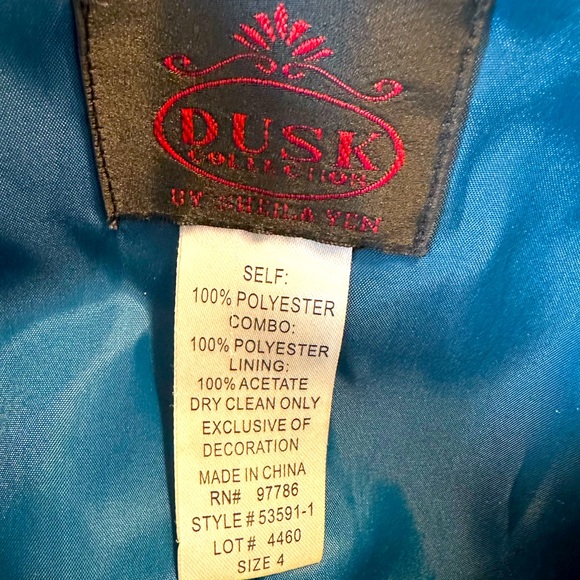 DUSK
COLLECTION
BY SHEILA YEN
SELF:
100% POLYESTER
COMBO:
100% POLYESTER
LINING:
100% ACETATE
DRY CLEAN ONLY
EXCLUSIVE OF
DECORATION
MADE IN CHINA
RN# 97786
STYLE # 53591-1
LOT # 4460
SIZE 4